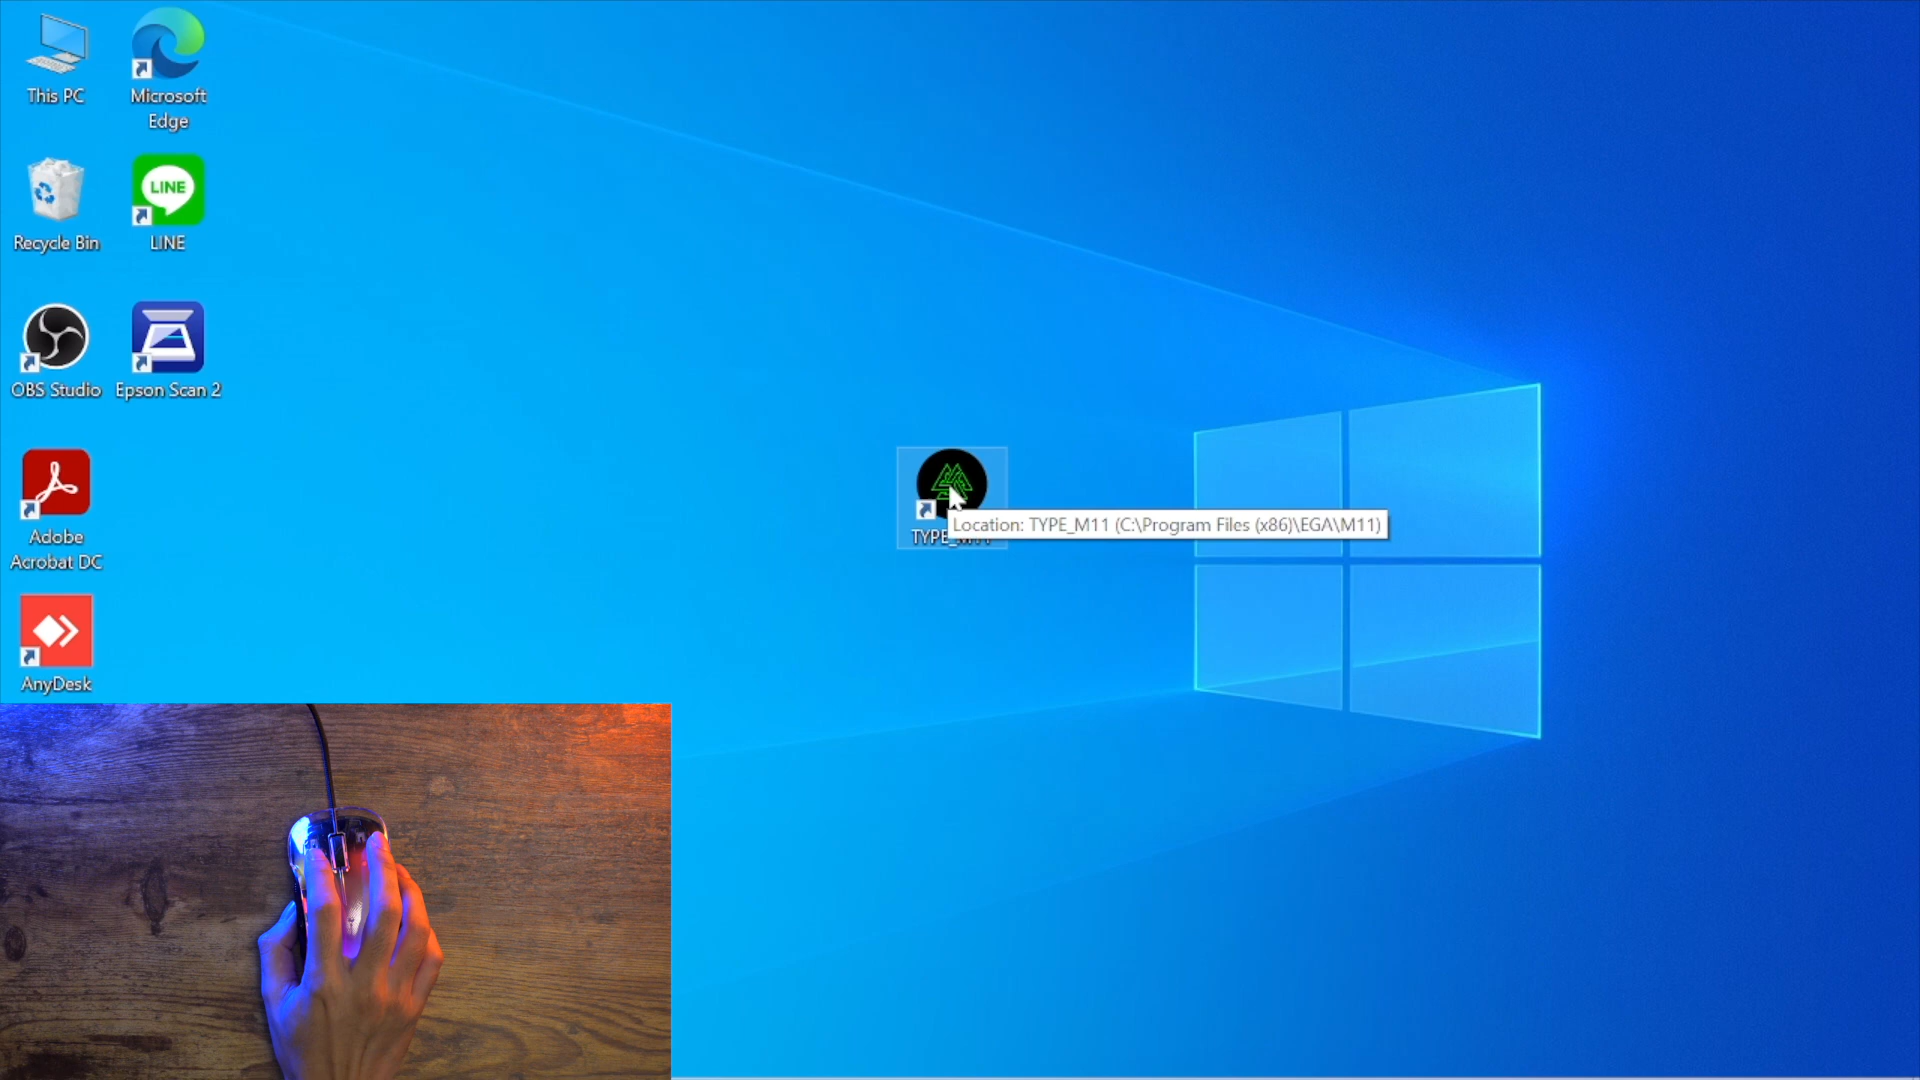 This PC
Microsoft
Edge
Recycle Bin
LINE
LINE
OBS Studio
Epson Scan 2
Adobe
Acrobat DC
AnyDesk
Location: TYPE_M11 (C:\Program Files (x86)\EGA\M11)
TYPE_M11